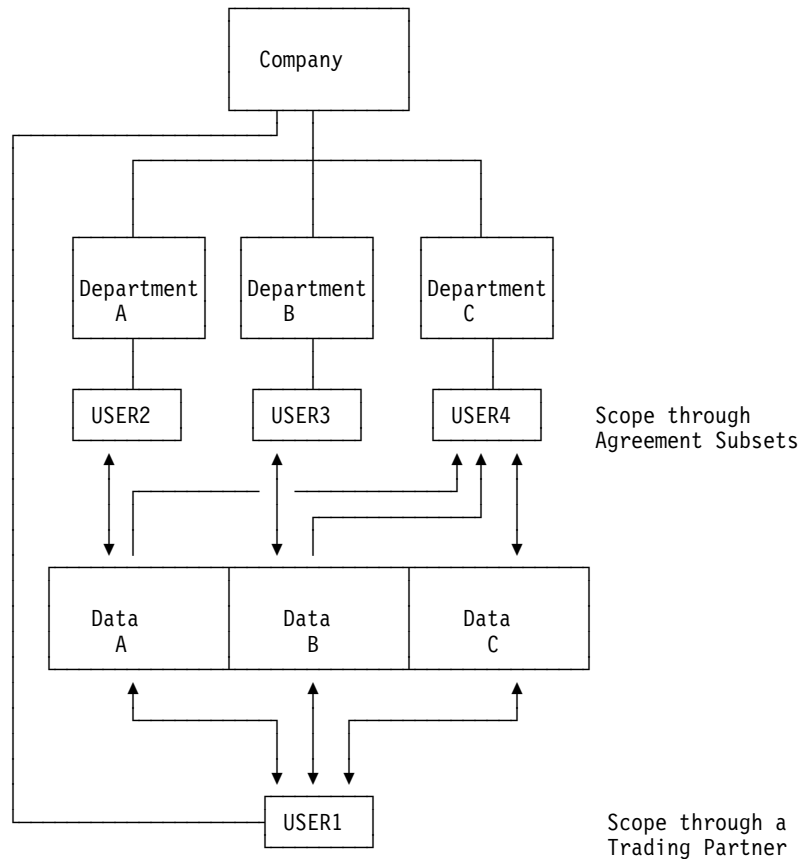 Company
Department
A
Department
B
Department
C
USER2
USER3
USER4
Scope through
Agreement Subsets
Data
A
Data
B
Data
C
USER1
Scope through a
Trading Partner